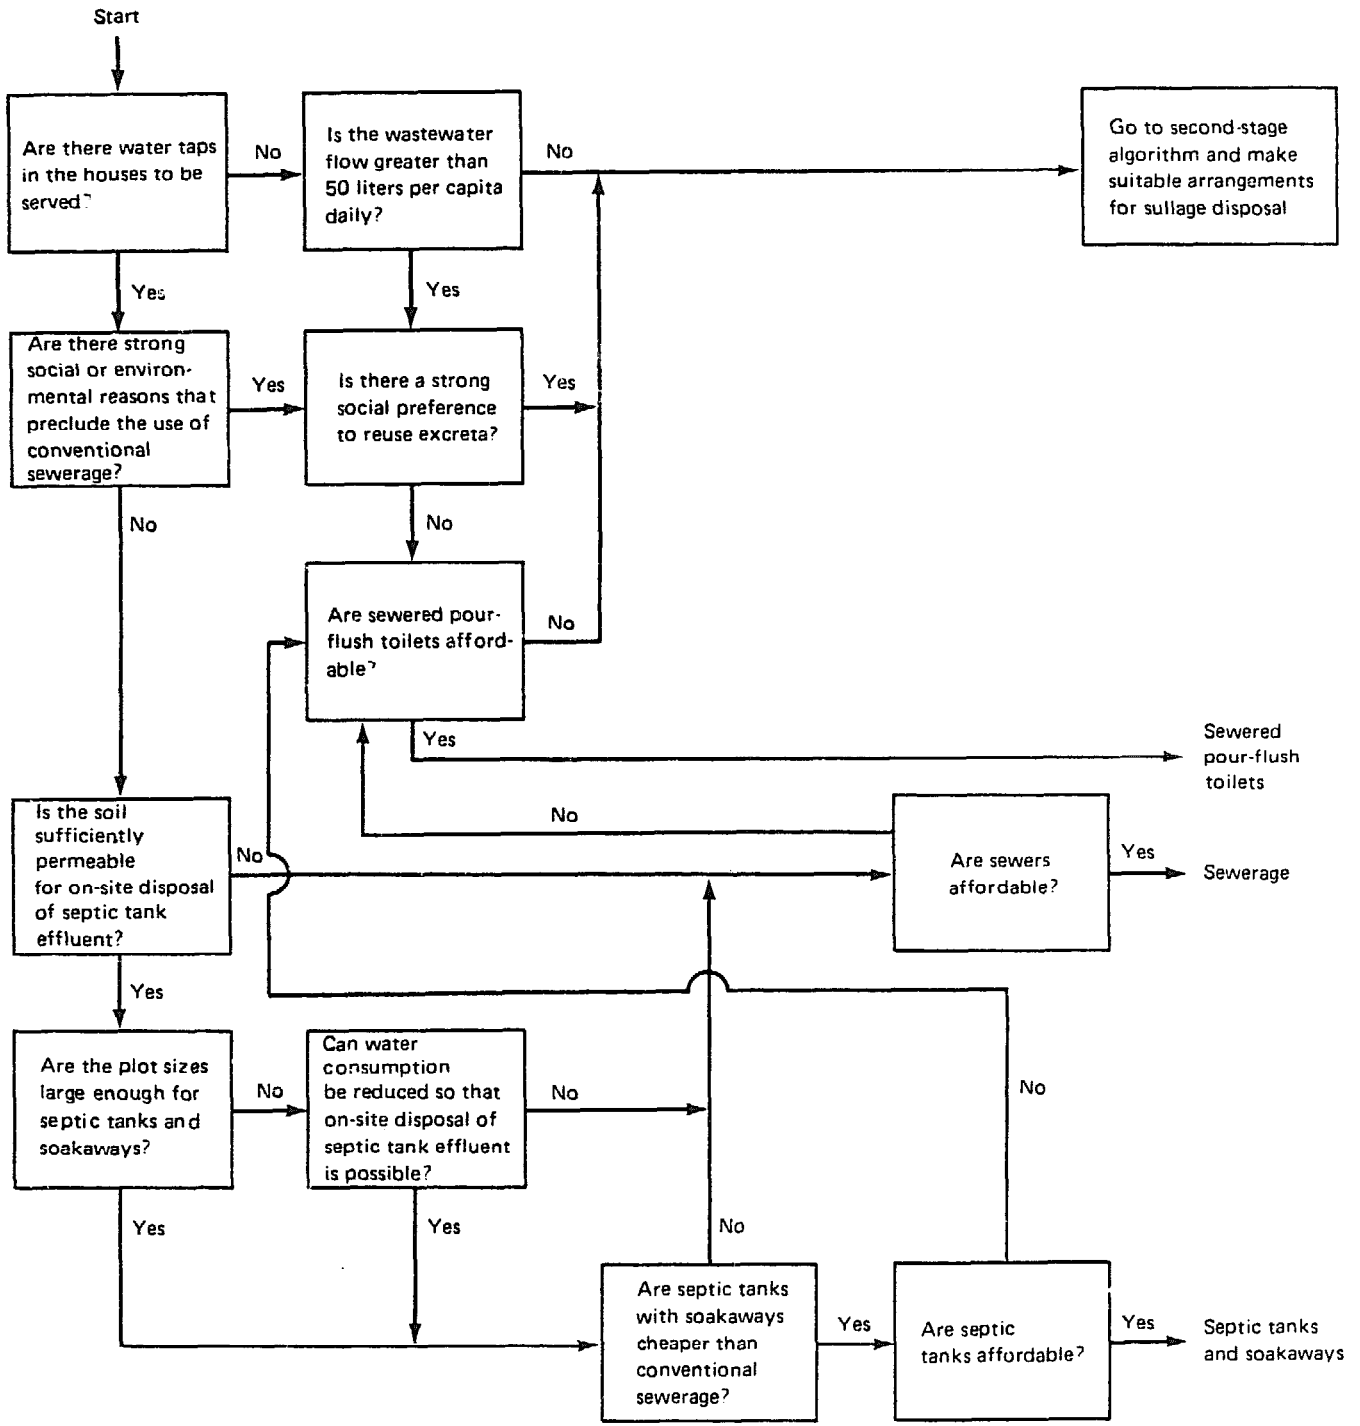 Start
Are there water taps
in the houses to be
served?
No
Is the wastewater
flow greater than
50 liters per capita
daily?
No
Go to second-stage
algorithm and make
suitable arrangements
for sullage disposal
Yes
Yes
Are there strong
social or environ-
mental reasons that
preclude the use of
conventional
sewerage?
Yes
Is there a strong
social preference
to reuse excreta?
Yes
No
No
Are sewered pour-
flush toilets afford-
able?
No
Yes
Sewered
pour-flush
toilets
Is the soil
sufficiently
permeable
for on-site disposal
of septic tank
effluent?
No
No
Are sewers
affordable?
Yes
Sewerage
Yes
Are the plot sizes
large enough for
septic tanks and
soakaways?
No
Can water
consumption
be reduced so that
on-site disposal of
septic tank effluent
is possible?
No
No
Yes
Yes
No
Are septic tanks
with soakaways
cheaper than
conventional
sewerage?
Yes
Are septic
tanks affordable?
Yes
Septic tanks
and soakaways